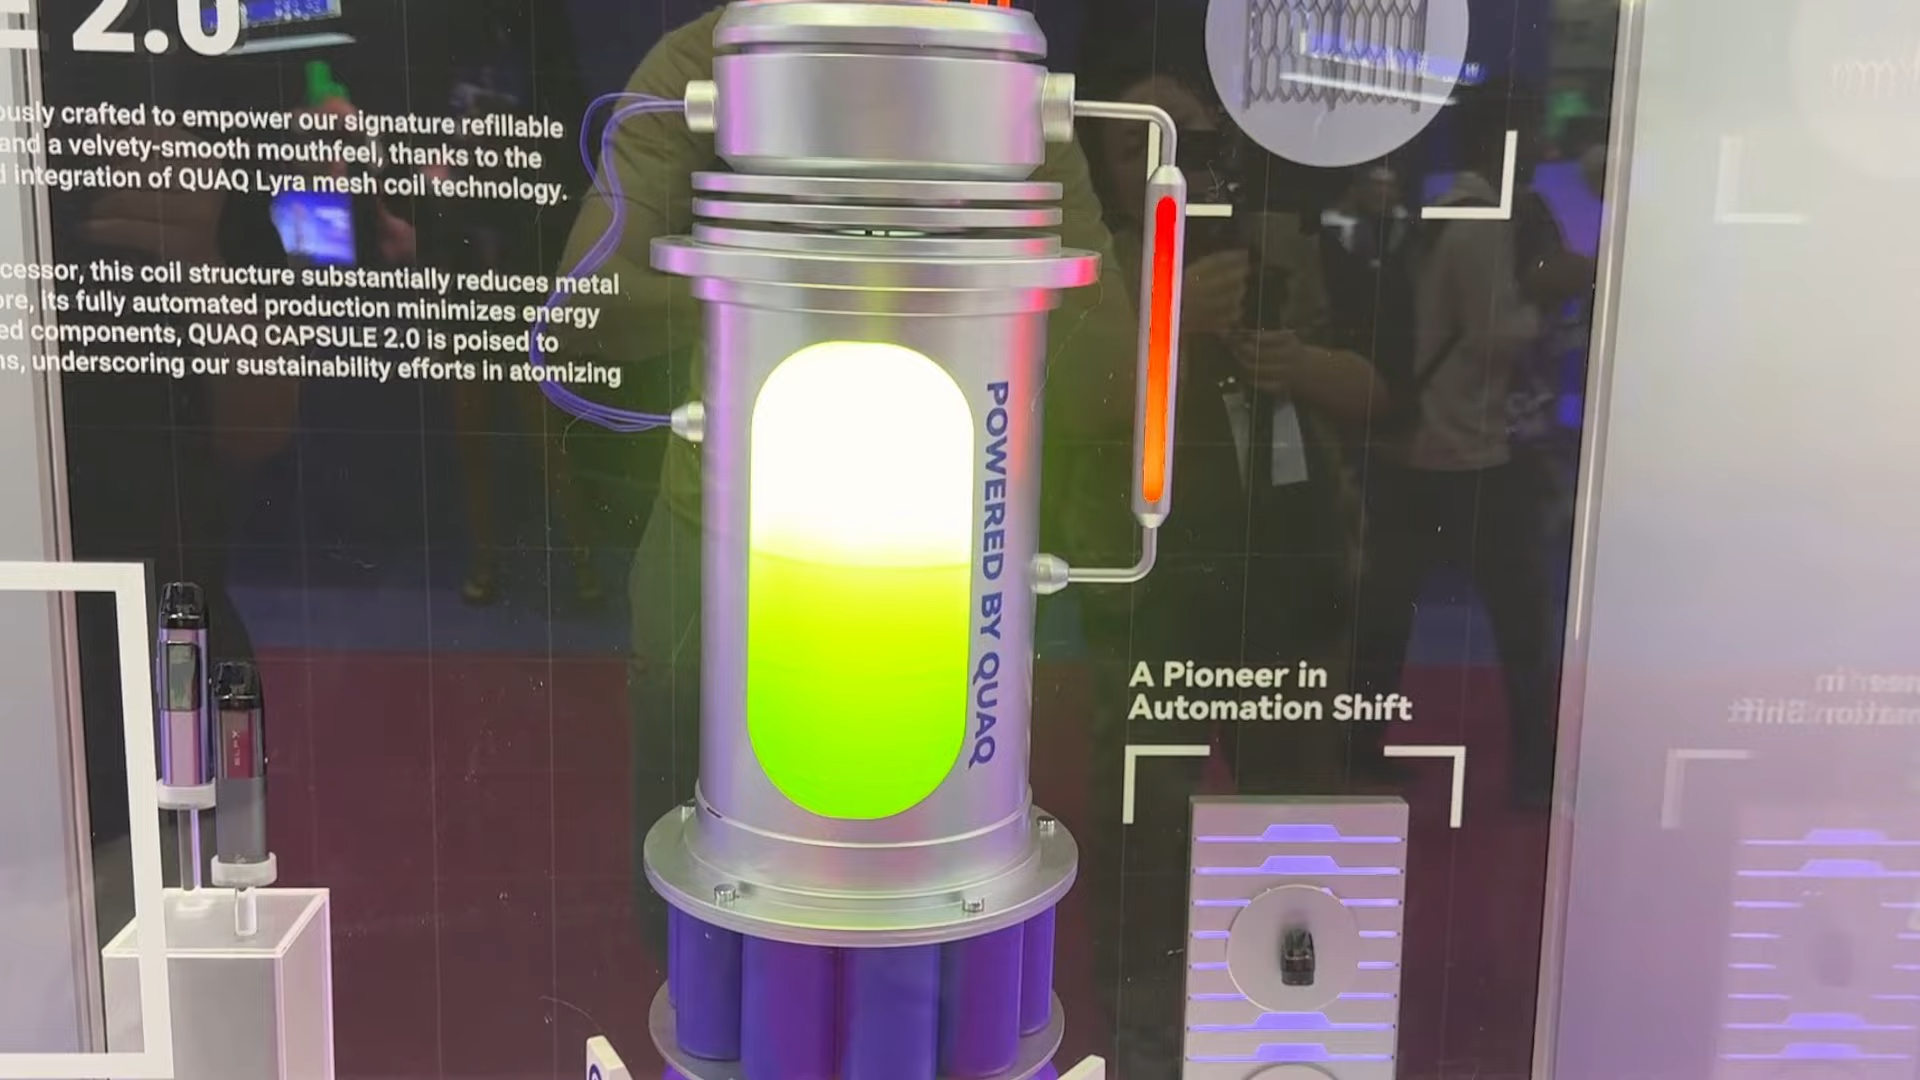 2.0
ously crafted to empower our signature refillable
and a velvety-smooth mouthfeel, thanks to the
integration of QUAQ Lyra mesh coil technology.
cessor, this coil structure substantially reduces metal
ore, its fully automated production minimizes energy
ed components, QUAQ CAPSULE 2.0 is poised to
ns, underscoring our sustainability efforts in atomizing
POWERED BY QUAQ
A Pioneer in
Automation Shift